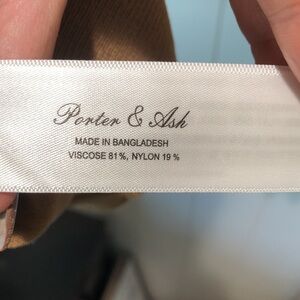 Porter & Ash
MADE IN BANGLADESH
VISCOSE 81%, NYLON 19 %